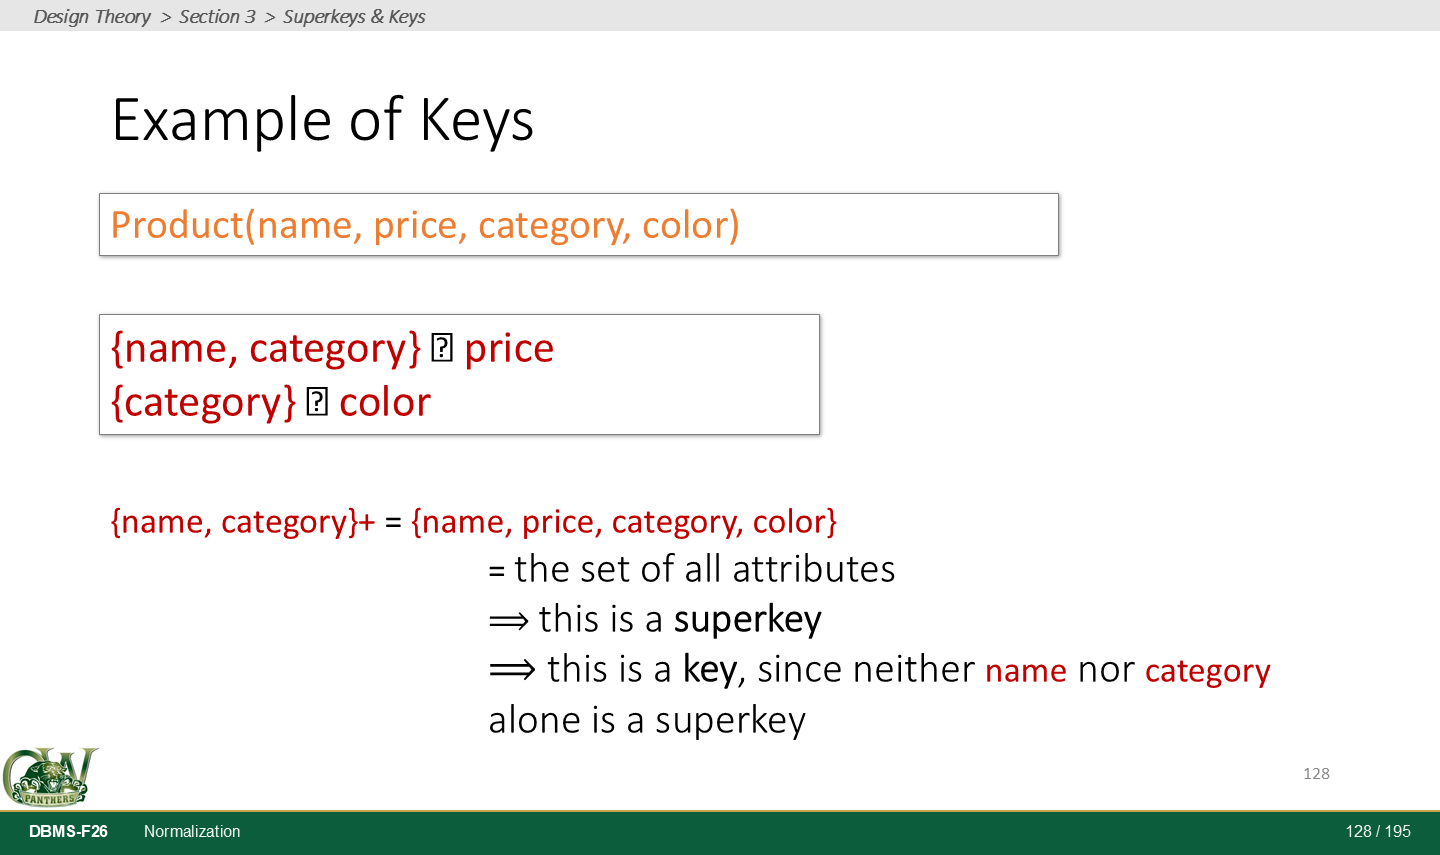 Design Theory > Section 3 > Superkeys & Keys
Example of Keys
Product(name, price, category, color)
{name, category} ⍰ price
{category} ⍰ color
{name, category}+ = {name, price, category, color}
= the set of all attributes
⟹ this is a superkey
⟹ this is a key, since neither name nor category
alone is a superkey
128
OW
PANTHERS
DBMS-F26 Normalization 128 / 195